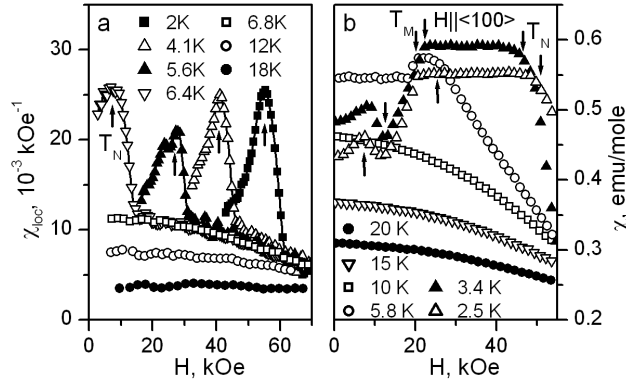 a
2K
4.1K
5.6K
6.4K
6.8K
12K
18K
T_N
χ_loc, 10⁻³ kOe⁻¹
30
20
10
0
0 20 40 60
H, kOe
b
T_M
H||<100>
T_N
20 K
15 K
10 K
5.8 K
3.4 K
2.5 K
χ, emu/mole
0.6
0.5
0.4
0.3
0.2
0 20 40
H, kOe